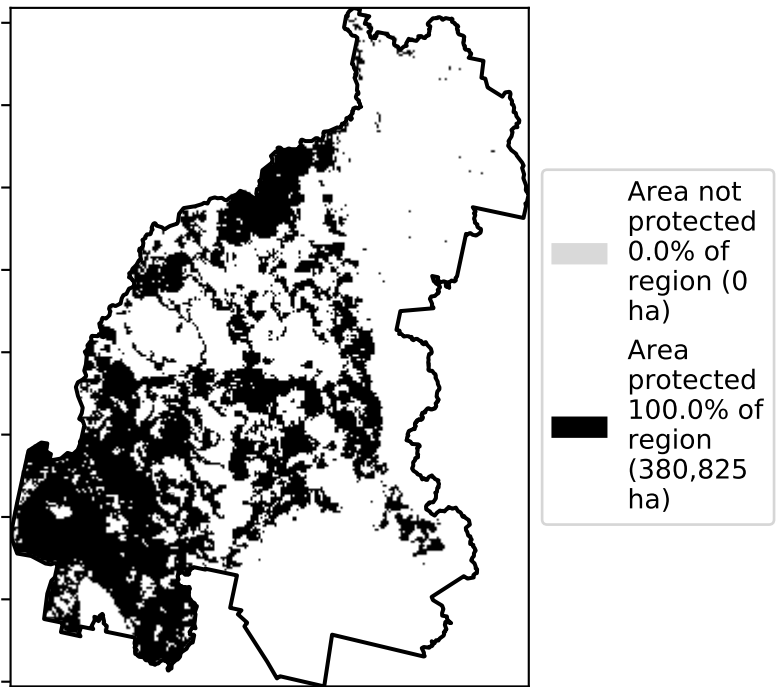 Area not
protected
0.0% of
region (0
ha)
Area
protected
100.0% of
region
(380,825
ha)